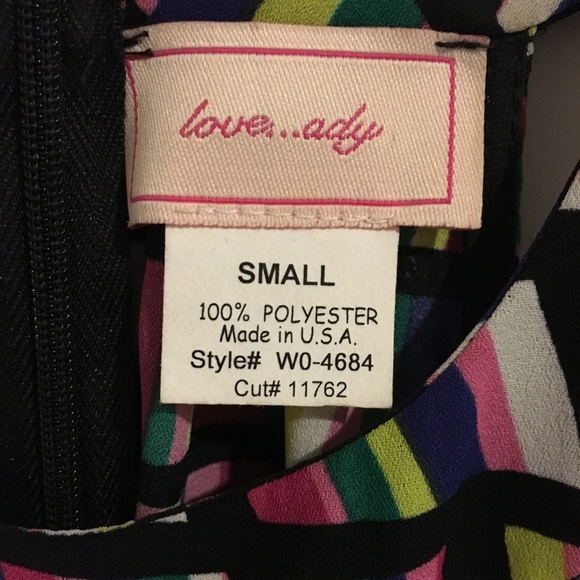 love...ady
SMALL
100% POLYESTER
Made in U.S.A.
Style# W0-4684
Cut# 11762